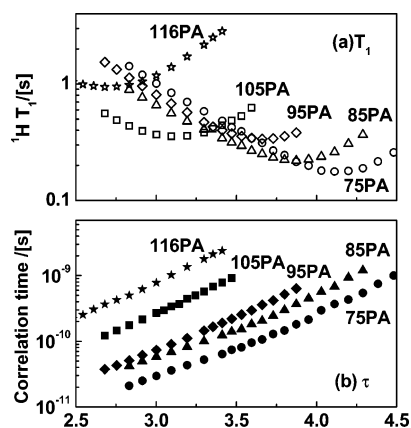 116PA
(a)T₁
¹H T₁/[s]
1
0.1
105PA
95PA
85PA
75PA
Correlation time /[s]
10⁻⁹
10⁻¹⁰
10⁻¹¹
116PA
105PA
95PA
85PA
75PA
(b) τ
2.5 3.0 3.5 4.0 4.5